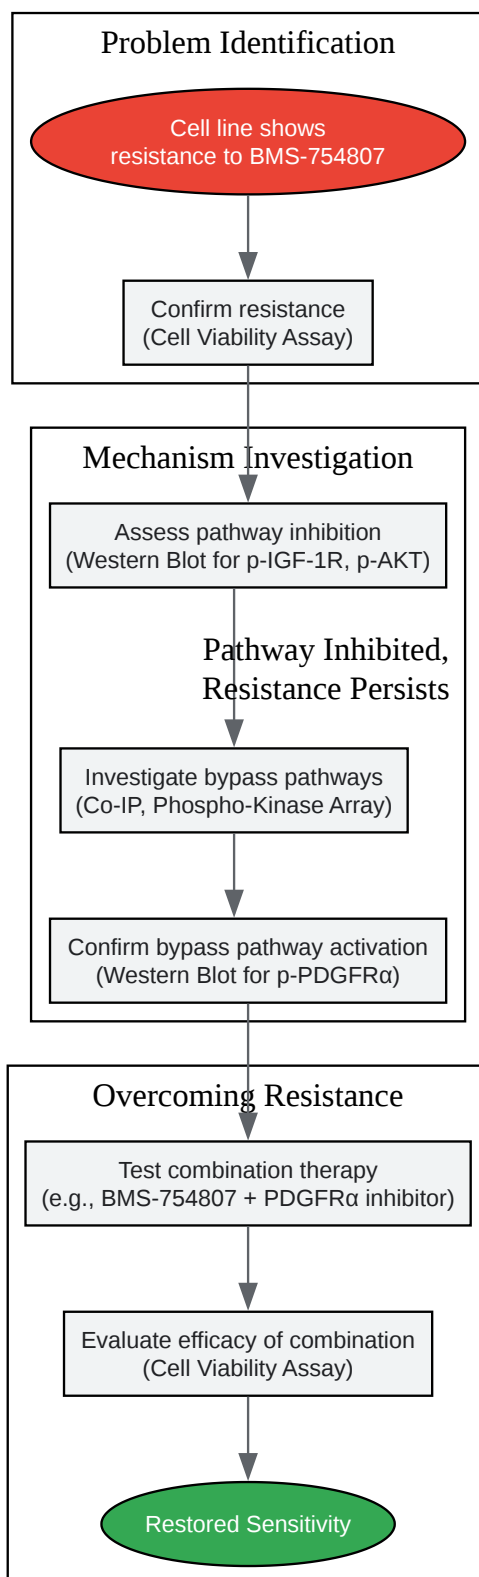 Problem Identification
Cell line shows
resistance to BMS-754807
Confirm resistance
(Cell Viability Assay)
Mechanism Investigation
Assess pathway inhibition
(Western Blot for p-IGF-1R, p-AKT)
Pathway Inhibited,
Resistance Persists
Investigate bypass pathways
(Co-IP, Phospho-Kinase Array)
Confirm bypass pathway activation
(Western Blot for p-PDGFRα)
Overcoming Resistance
Test combination therapy
(e.g., BMS-754807 + PDGFRα inhibitor)
Evaluate efficacy of combination
(Cell Viability Assay)
Restored Sensitivity